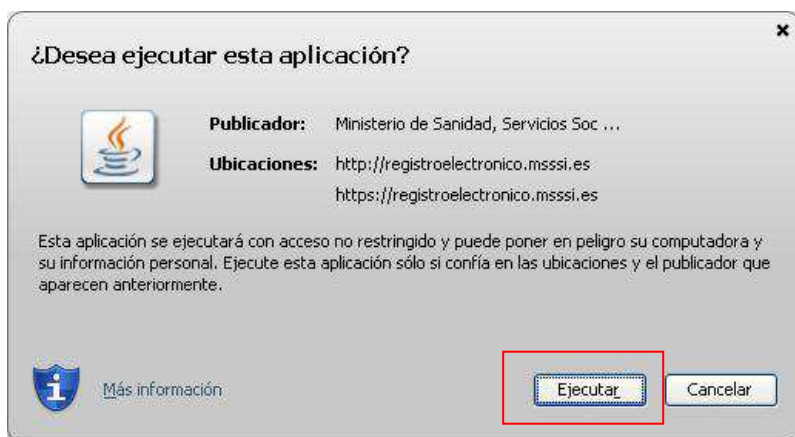 ¿Desea ejecutar esta aplicación?
Publicador: Ministerio de Sanidad, Servicios Soc ...
Ubicaciones: http://registroelectronico.msssi.es
https://registroelectronico.msssi.es
Esta aplicación se ejecutará con acceso no restringido y puede poner en peligro su computadora y
su información personal. Ejecute esta aplicación sólo si confía en las ubicaciones y el publicador que
aparecen anteriormente.
Más información
Ejecutar
Cancelar